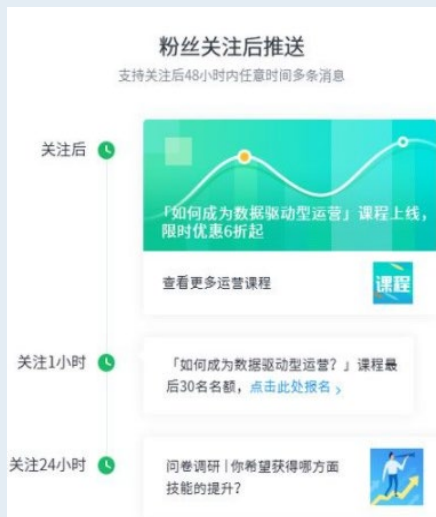 粉丝关注后推送
支持关注后48小时内任意时间多条消息
关注后
「如何成为数据驱动型运营」课程上线，
限时优惠6折起
查看更多运营课程
课程
关注1小时
「如何成为数据驱动型运营？」课程最
后30名名额，点击此处报名 >
关注24小时
问卷调研 | 你希望获得哪方面
技能的提升？